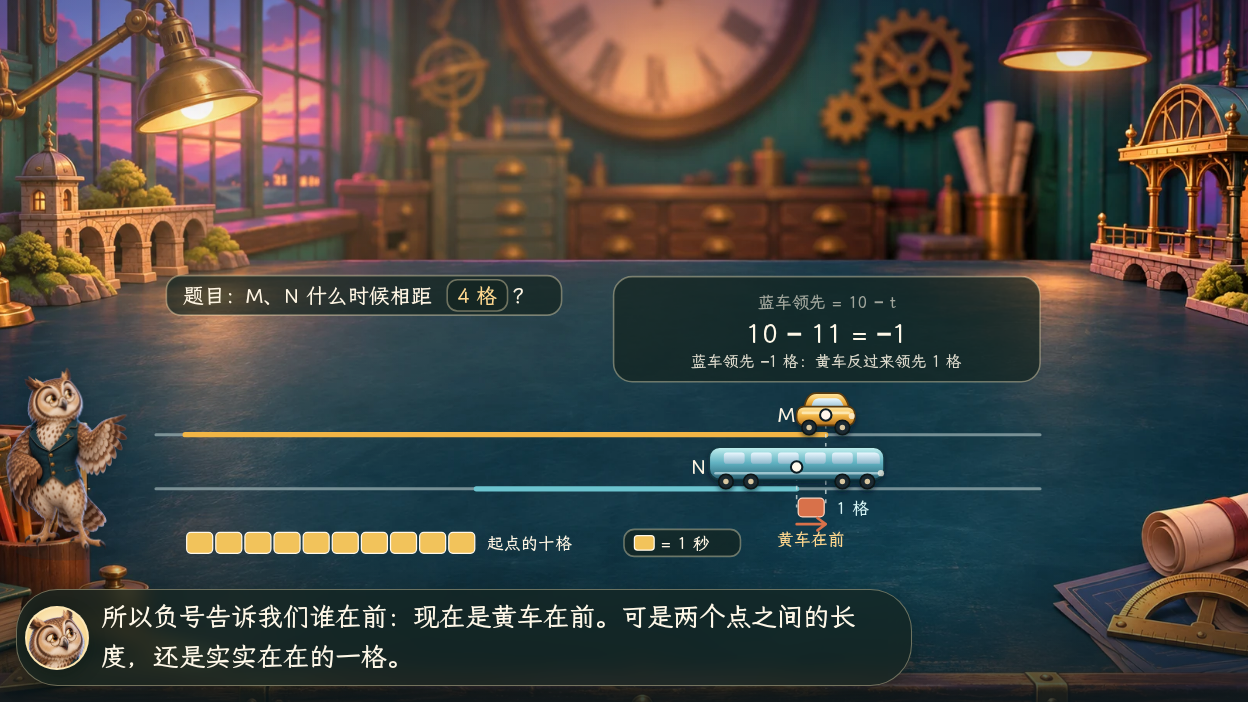 题目：M、N 什么时候相距 4 格？
蓝车领先 = 10 − t
10 − 11 = −1
蓝车领先 −1 格：黄车反过来领先 1 格
M
N
1 格
黄车在前
起点的十格
= 1 秒
所以负号告诉我们谁在前：现在是黄车在前。可是两个点之间的长
度，还是实实在在的一格。